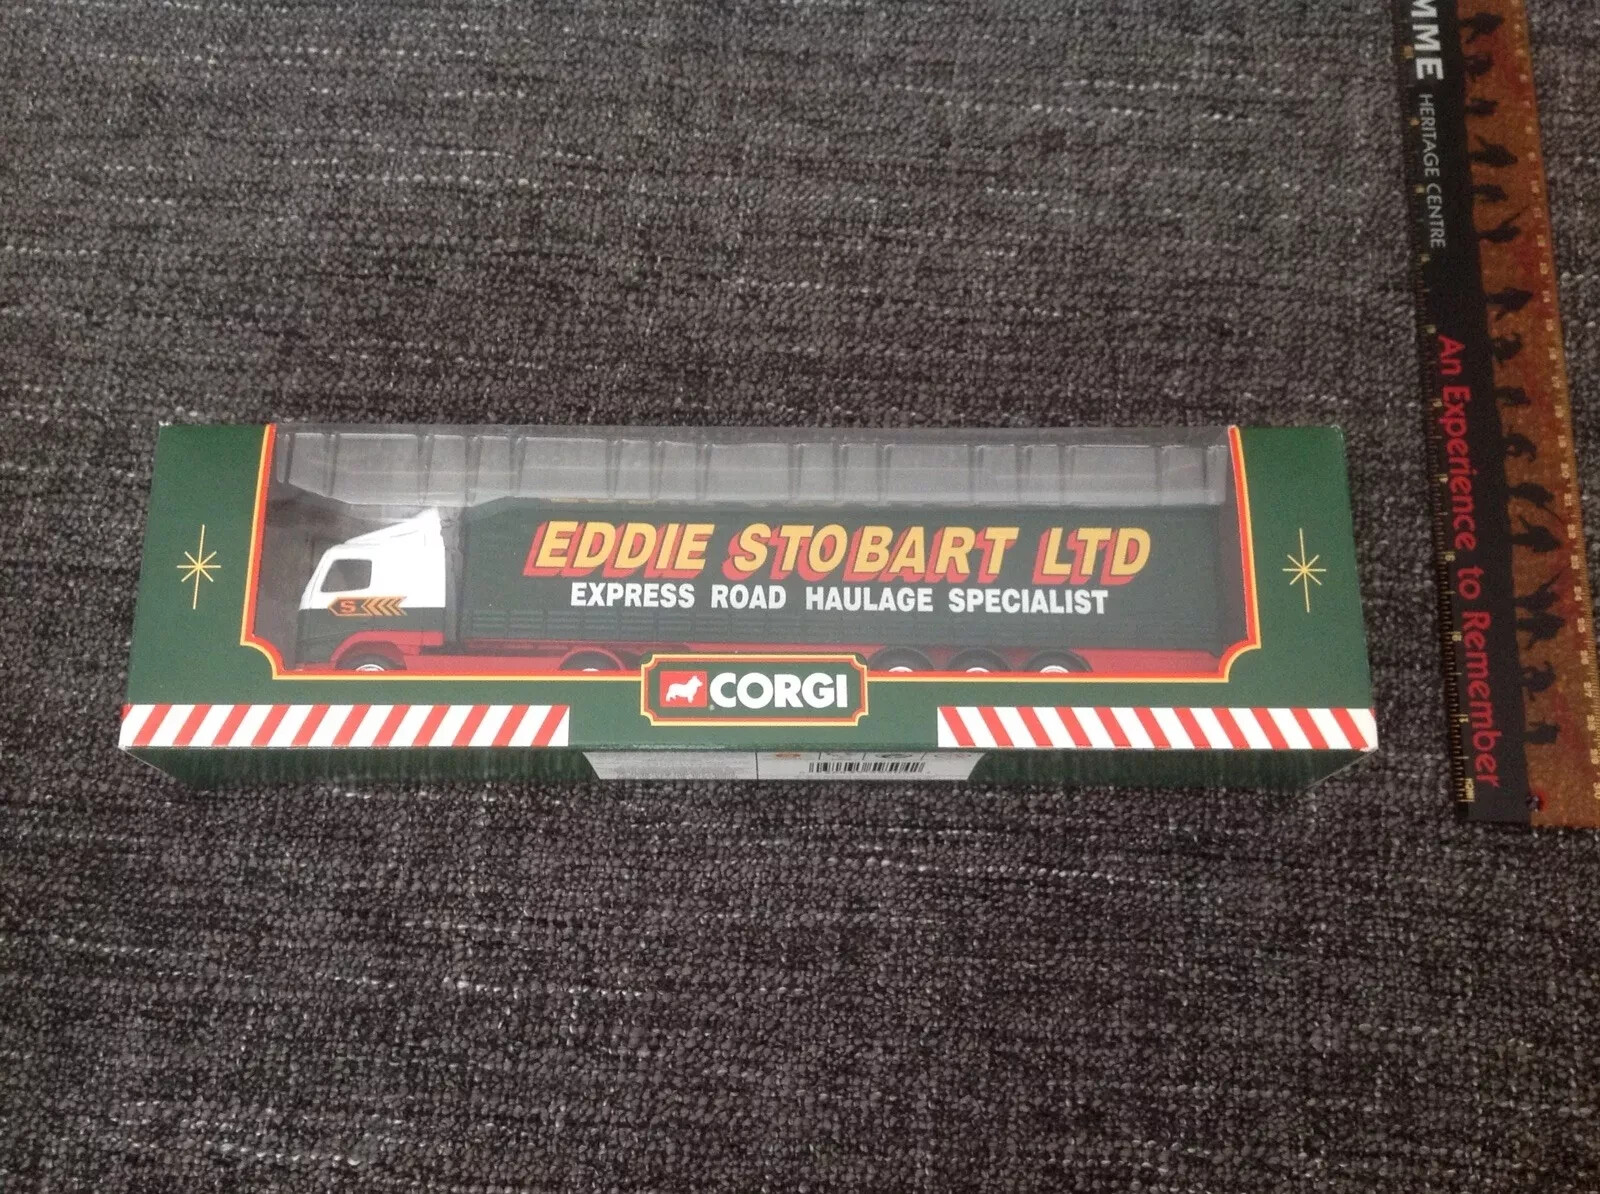 EDDIE STOBART LTD
EXPRESS ROAD HAULAGE SPECIALIST
S
CORGI
MME HERITAGE CENTRE
An Experience to Remember